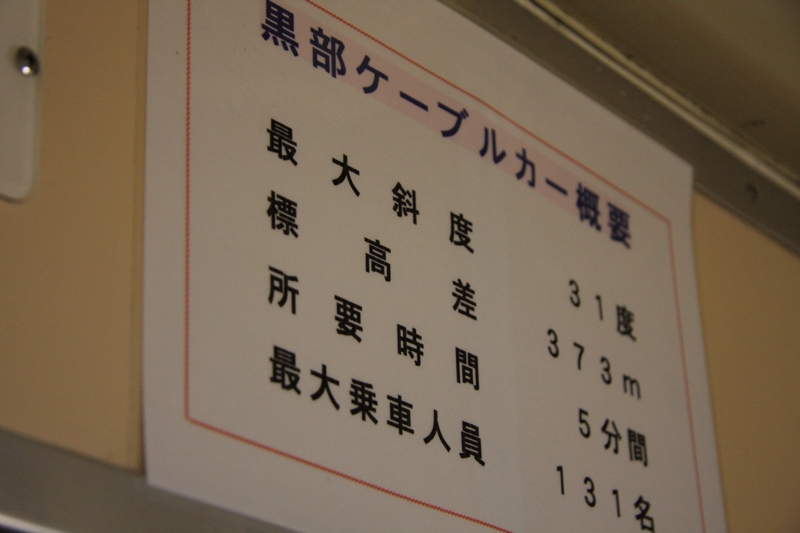 黒部ケーブルカー概要
最大斜度 31度
標高差 373m
所要時間 5分間
最大乗車人員 131名